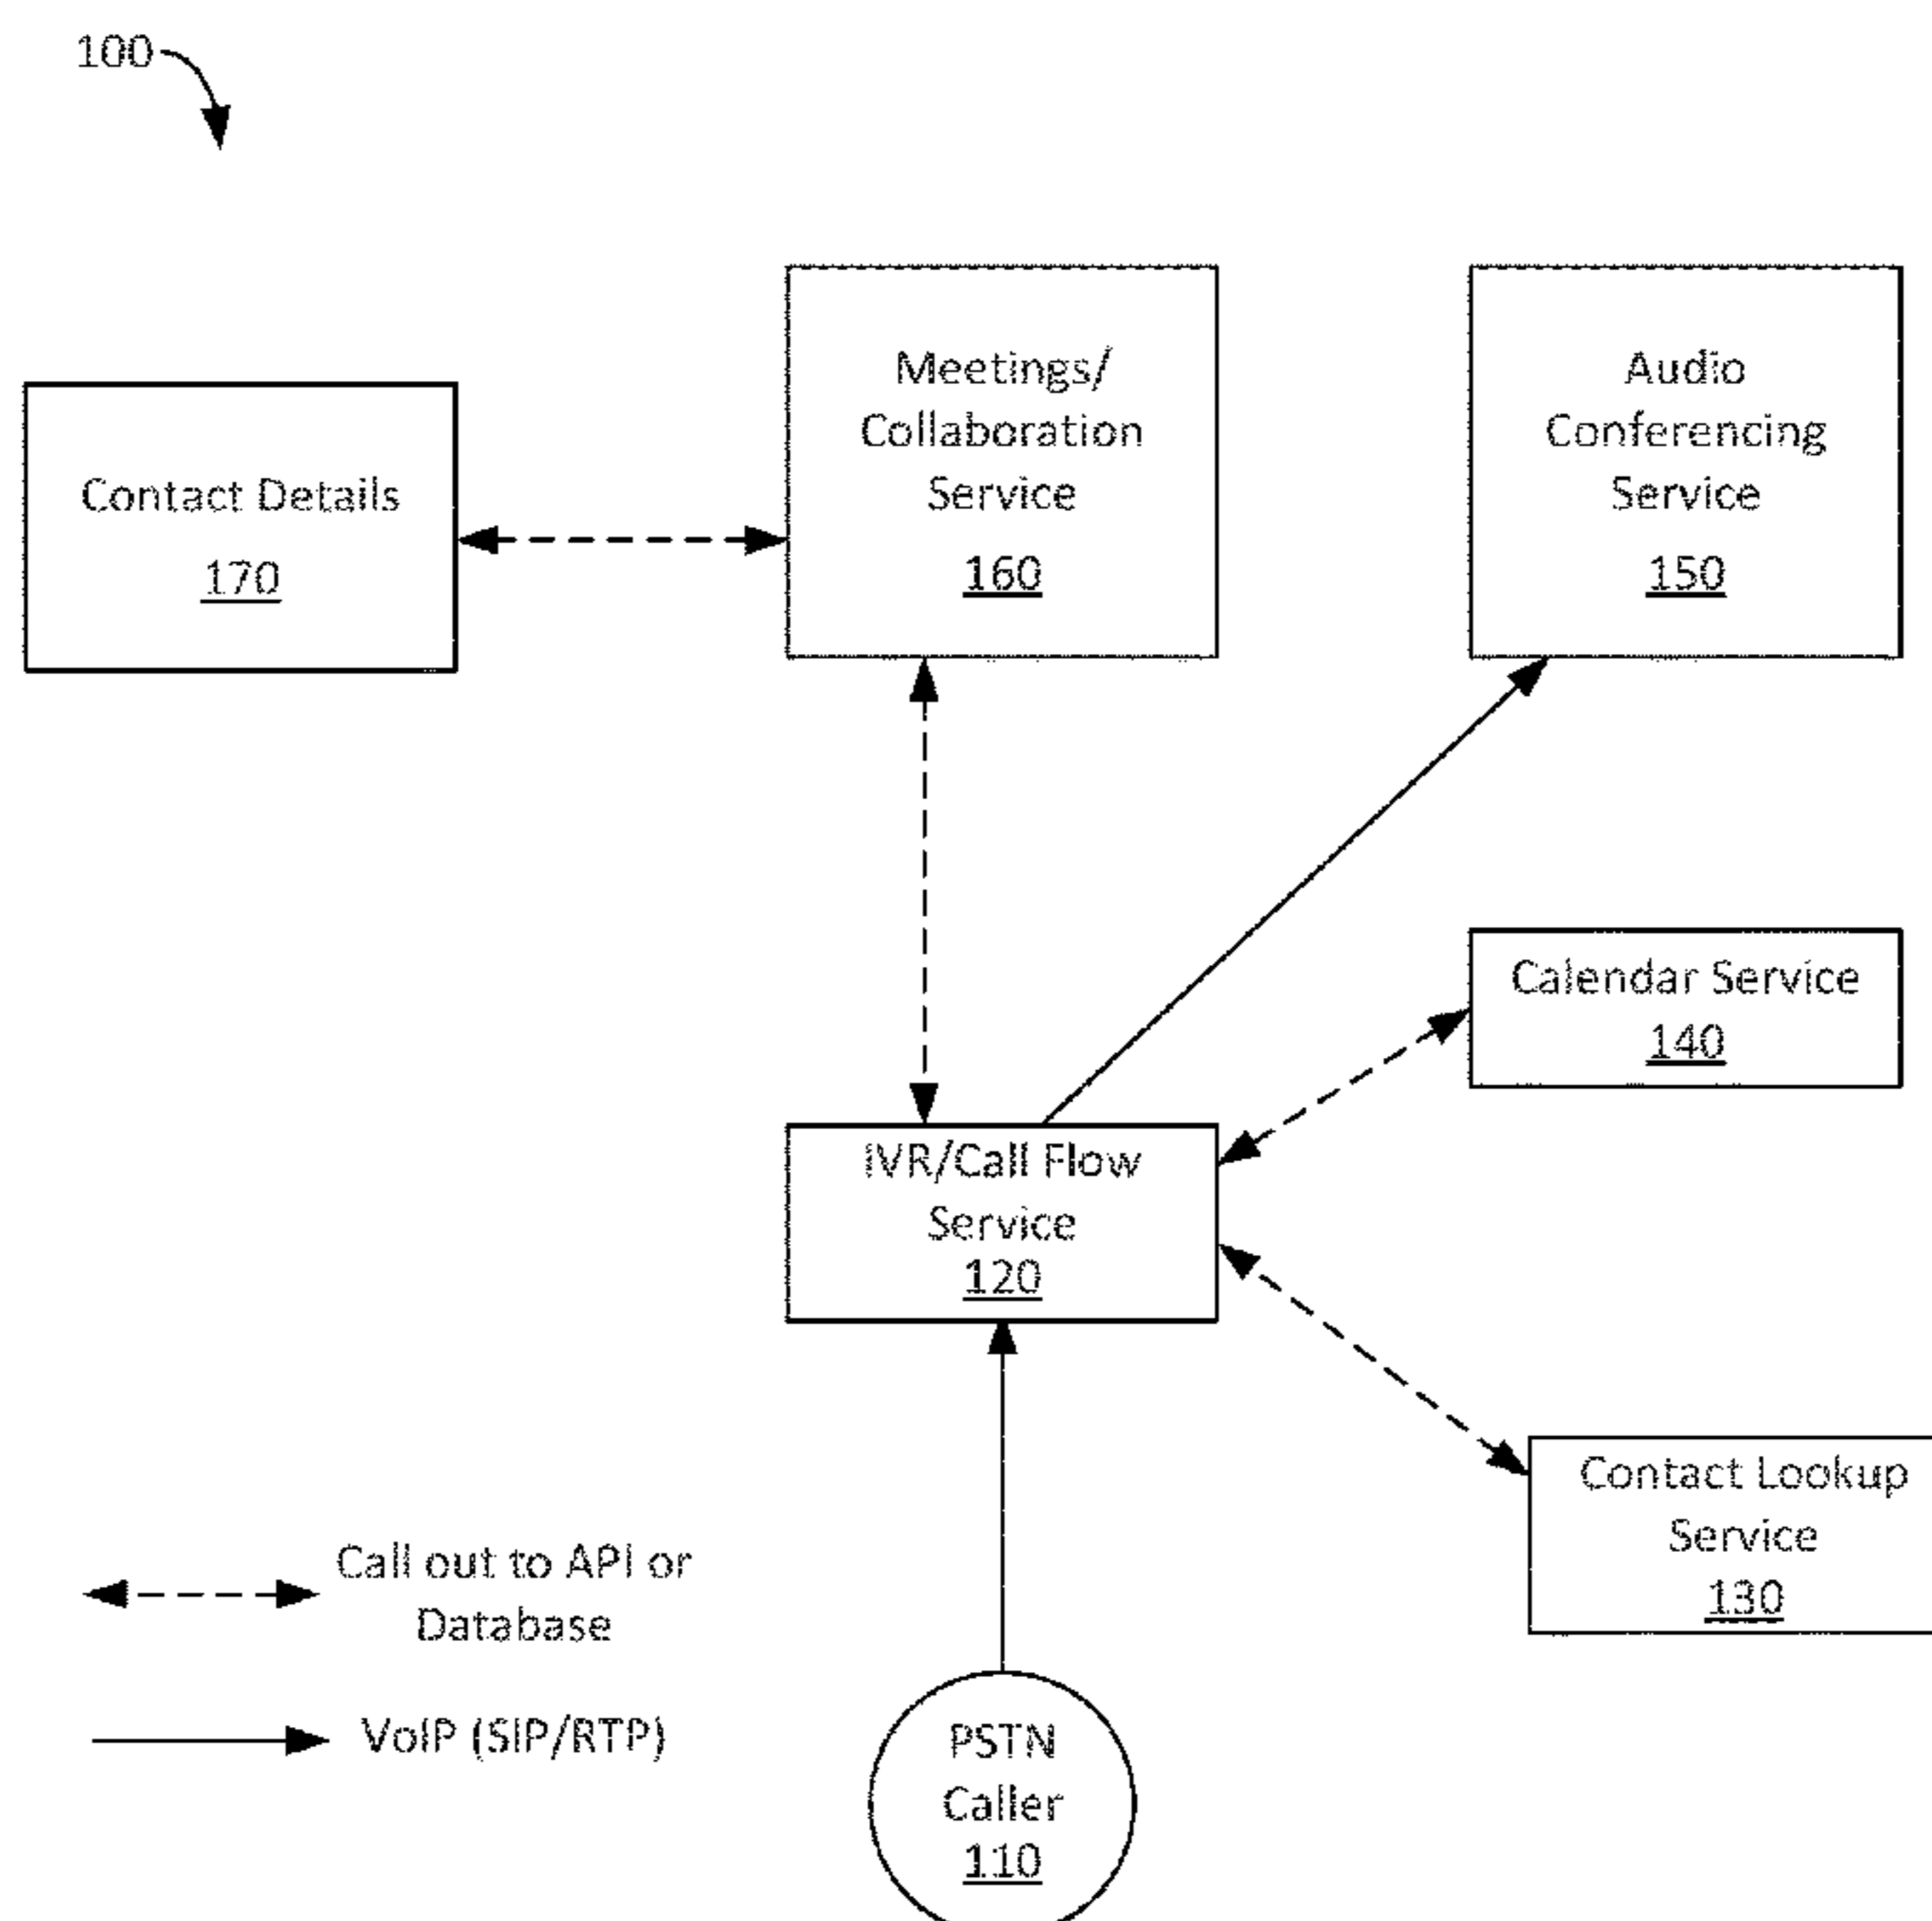 100
Meetings/
Collaboration
Service
160
Audio
Conferencing
Service
150
Contact Details
170
Calendar Service
140
IVR/Call Flow
Service
120
Contact Lookup
Service
130
Call out to API or
Database
VoIP (SIP/RTP)
PSTN
Caller
110